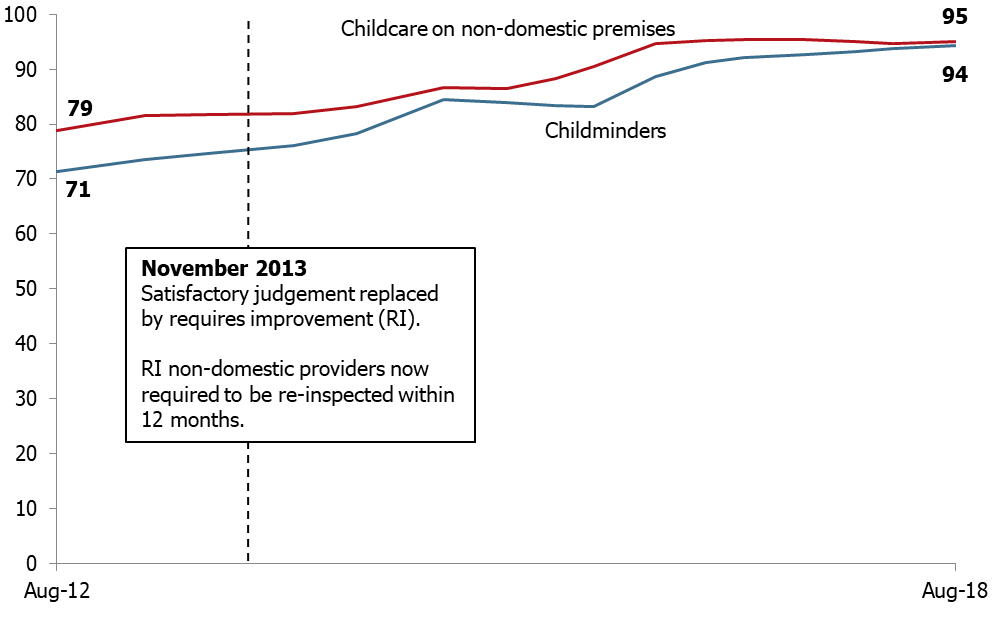 100
90
80
70
60
50
40
30
20
10
0
Childcare on non-domestic premises
95
94
79
71
Childminders
November 2013
Satisfactory judgement replaced
by requires improvement (RI).
RI non-domestic providers now
required to be re-inspected within
12 months.
Aug-12
Aug-18